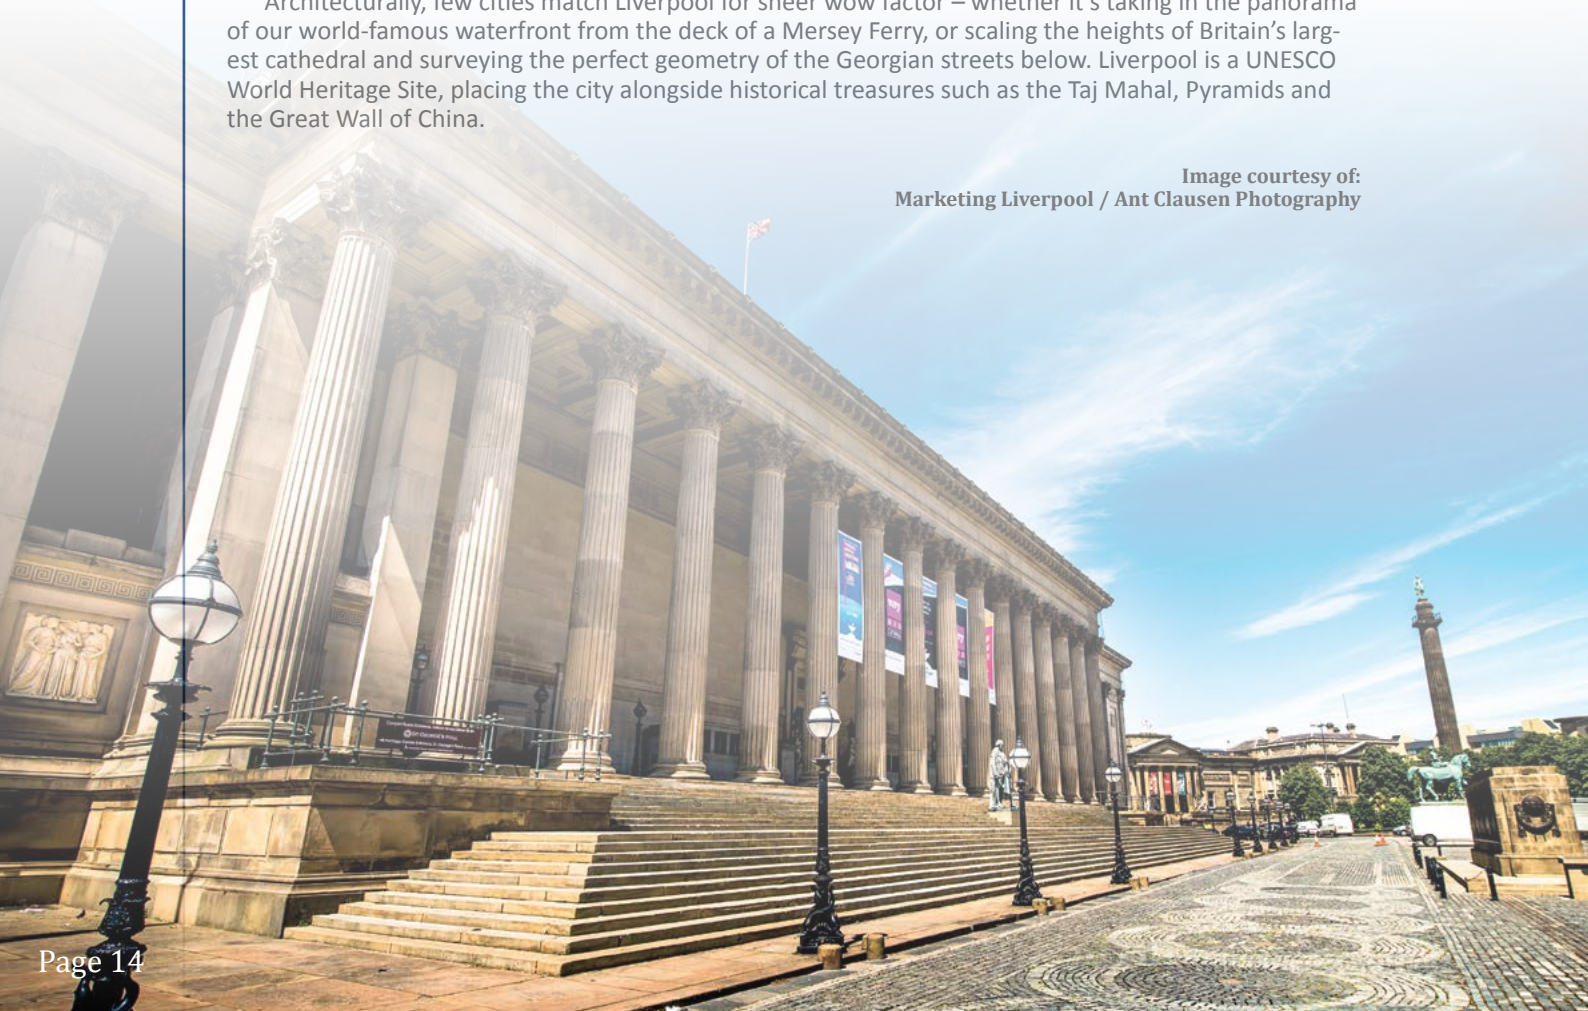 Architecturally, few cities match Liverpool for sheer wow factor – whether it's taking in the panorama
of our world-famous waterfront from the deck of a Mersey Ferry, or scaling the heights of Britain’s larg-
est cathedral and surveying the perfect geometry of the Georgian streets below. Liverpool is a UNESCO
World Heritage Site, placing the city alongside historical treasures such as the Taj Mahal, Pyramids and
the Great Wall of China.
Image courtesy of:
Marketing Liverpool / Ant Clausen Photography
Page 14